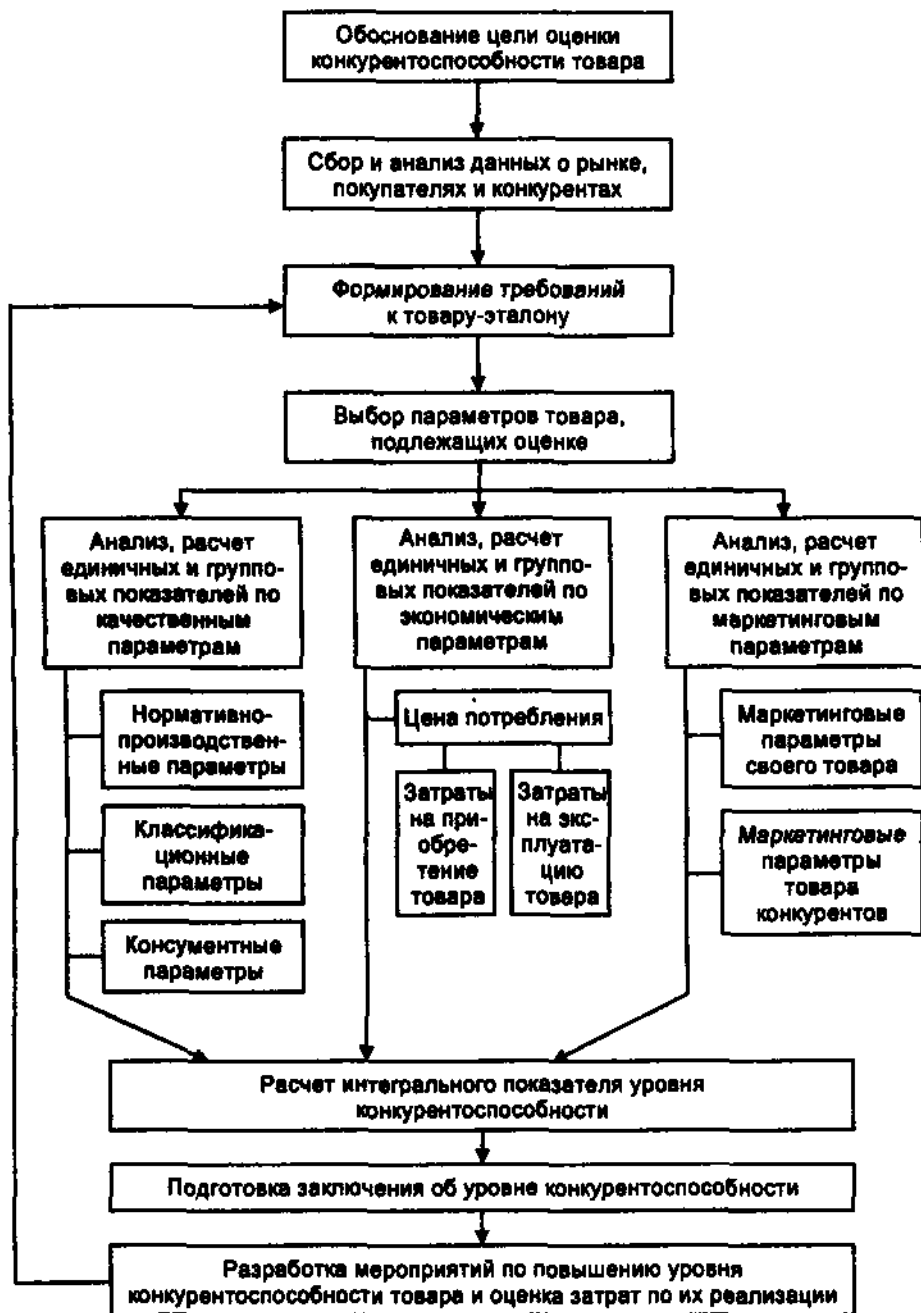 Обоснование цели оценки
конкурентоспособности товара
Сбор и анализ данных о рынке,
покупателях и конкурентах
Формирование требований
к товару-эталону
Выбор параметров товара,
подлежащих оценке
Анализ, расчет
единичных и группо-
вых показателей по
качественным
параметрам
Анализ, расчет
единичных и группо-
вых показателей по
экономическим
параметрам
Анализ, расчет
единичных и группо-
вых показателей по
маркетинговым
параметрам
Нормативно-
производствен-
ные параметры
Классифика-
ционные
параметры
Консументные
параметры
Цена потребления
Затраты
на при-
обре-
тение
товара
Затраты
на экс-
плуата-
цию
товара
Маркетинговые
параметры
своего товара
Маркетинговые
параметры
товара
конкурентов
Расчет интегрального показателя уровня
конкурентоспособности
Подготовка заключения об уровне конкурентоспособности
Разработка мероприятий по повышению уровня
конкурентоспособности товара и оценка затрат по их реализации